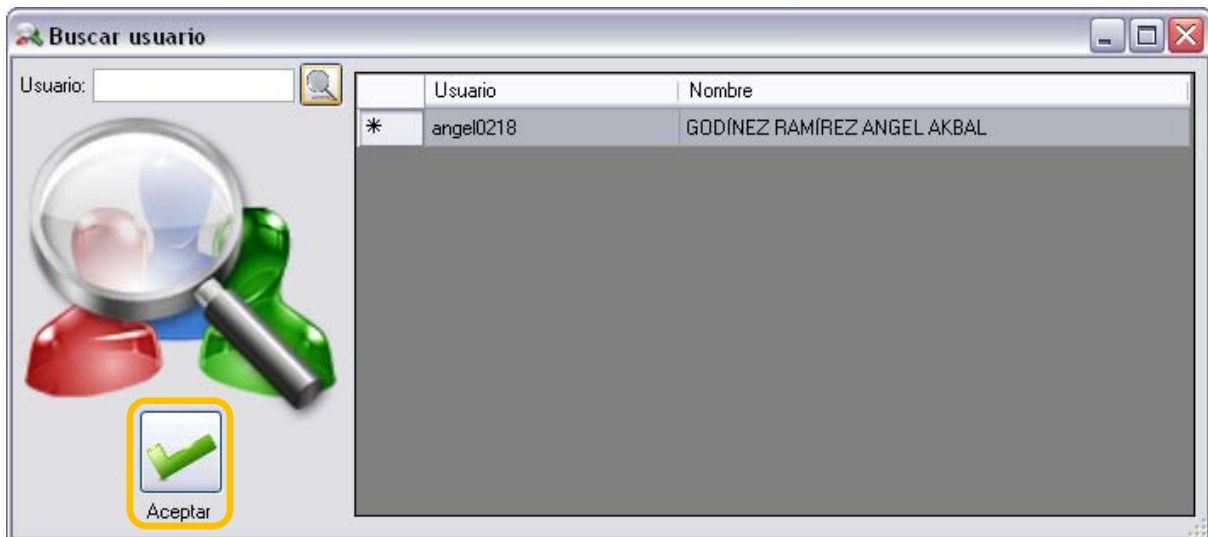 Buscar usuario
Usuario:
Usuario Nombre
* angel0218 GODÍNEZ RAMÍREZ ANGEL AKBAL
Aceptar